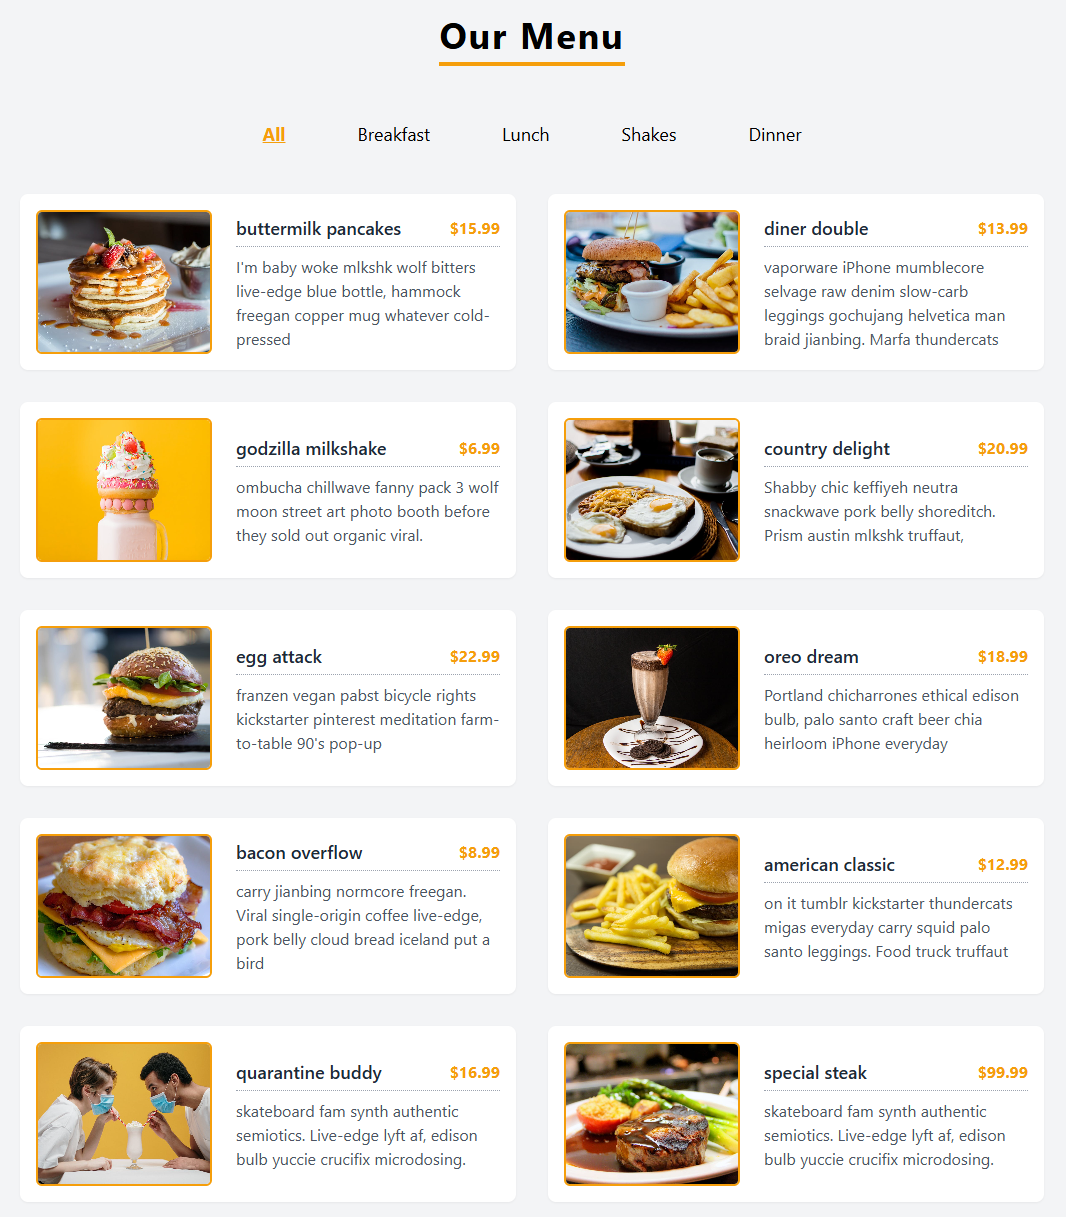 Our Menu
All Breakfast Lunch Shakes Dinner
buttermilk pancakes $15.99
I'm baby woke mlkshk wolf bitters
live-edge blue bottle, hammock
freegan copper mug whatever cold-
pressed
diner double $13.99
vaporware iPhone mumblecore
selvage raw denim slow-carb
leggings gochujang helvetica man
braid jianbing. Marfa thundercats
godzilla milkshake $6.99
ombucha chillwave fanny pack 3 wolf
moon street art photo booth before
they sold out organic viral.
country delight $20.99
Shabby chic keffiyeh neutra
snackwave pork belly shoreditch.
Prism austin mlkshk truffaut,
egg attack $22.99
franzen vegan pabst bicycle rights
kickstarter pinterest meditation farm-
to-table 90's pop-up
oreo dream $18.99
Portland chicharrones ethical edison
bulb, palo santo craft beer chia
heirloom iPhone everyday
bacon overflow $8.99
carry jianbing normcore freegan.
Viral single-origin coffee live-edge,
pork belly cloud bread iceland put a
bird
american classic $12.99
on it tumblr kickstarter thundercats
migas everyday carry squid palo
santo leggings. Food truck truffaut
quarantine buddy $16.99
skateboard fam synth authentic
semiotics. Live-edge lyft af, edison
bulb yuccie crucifix microdosing.
special steak $99.99
skateboard fam synth authentic
semiotics. Live-edge lyft af, edison
bulb yuccie crucifix microdosing.